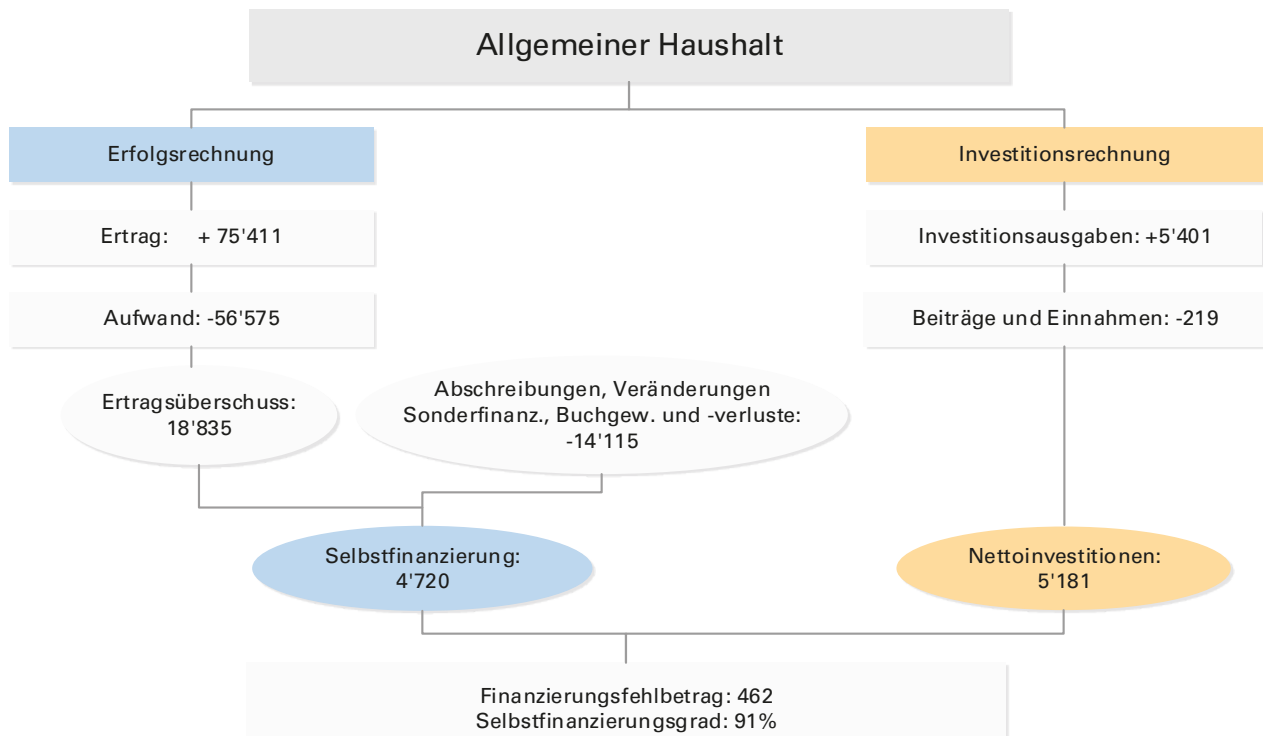 Allgemeiner Haushalt
Erfolgsrechnung
Investitionsrechnung
Ertrag: + 75'411
Investitionsausgaben: +5'401
Aufwand: -56'575
Beiträge und Einnahmen: -219
Ertragsüberschuss:
18'835
Abschreibungen, Veränderungen
Sonderfinanz., Buchgew. und -verluste:
-14'115
Selbstfinanzierung:
4'720
Nettoinvestitionen:
5'181
Finanzierungsfehlbetrag: 462
Selbstfinanzierungsgrad: 91%